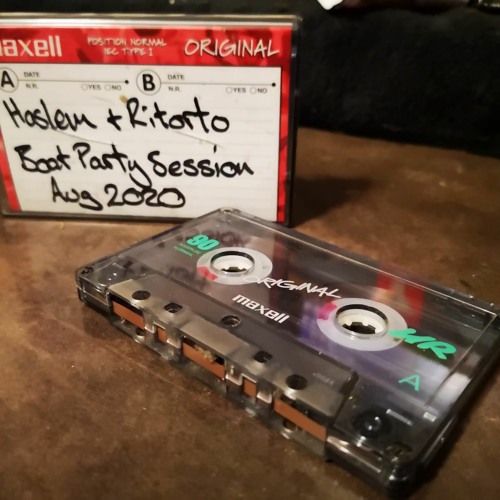 maxell POSITION NORMAL IEC TYPE I ORIGINAL
A DATE N.R. YES NO B DATE N.R. YES NO
Haslem + Ritorto
Boat Party Session
Aug 2020
90
ORIGINAL
maxell
UR
A